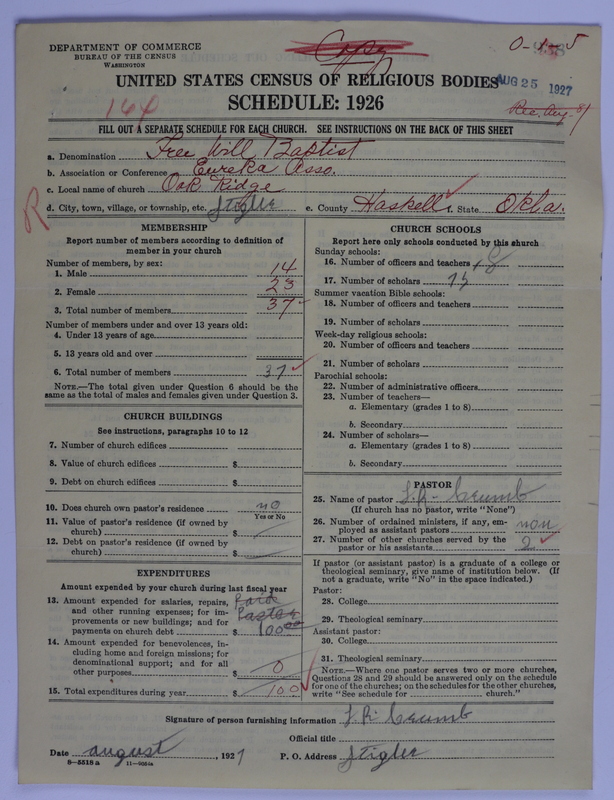 DEPARTMENT OF COMMERCE
BUREAU OF THE CENSUS
WASHINGTON
Copy
0-1-5
UNITED STATES CENSUS OF RELIGIOUS BODIES
AUG 25 1927
SCHEDULE: 1926
164
Rec. Aug. 8/
FILL OUT A SEPARATE SCHEDULE FOR EACH CHURCH. SEE INSTRUCTIONS ON THE BACK OF THIS SHEET
a. Denomination Free Will Baptist
b. Association or Conference Eureka Asso.
c. Local name of church Oak Ridge
d. City, town, village, or township, etc. Stigler e. County Haskell State Okla.
R
MEMBERSHIP
Report number of members according to definition of
member in your church
Number of members, by sex:
1. Male 14
2. Female 23
3. Total number of members 37
Number of members under and over 13 years old:
4. Under 13 years of age
5. 13 years old and over
6. Total number of members 37
NOTE.—The total given under Question 6 should be the
same as the total of males and females given under Question 3.
CHURCH BUILDINGS
See instructions, paragraphs 10 to 12
7. Number of church edifices
8. Value of church edifices $
9. Debt on church edifices $
10. Does church own pastor's residence no
Yes or No
11. Value of pastor's residence (if owned by
church) $
12. Debt on pastor's residence (if owned by
church) $
EXPENDITURES
Amount expended by your church during last fiscal year
13. Amount expended for salaries, repairs,
and other running expenses; for im-
provements or new buildings; and for
payments on church debt $ 100.00
Pastor
14. Amount expended for benevolences, in-
cluding home and foreign missions; for
denominational support; and for all
other purposes $ 0
15. Total expenditures during year $ 100
CHURCH SCHOOLS
Report here only schools conducted by this church
Sunday schools:
16. Number of officers and teachers 8
17. Number of scholars 75
Summer vacation Bible schools:
18. Number of officers and teachers
19. Number of scholars
Week-day religious schools:
20. Number of officers and teachers
21. Number of scholars
Parochial schools:
22. Number of administrative officers
23. Number of teachers—
a. Elementary (grades 1 to 8)
b. Secondary
24. Number of scholars—
a. Elementary (grades 1 to 8)
b. Secondary
PASTOR
25. Name of pastor J. R. Crumb
(If church has no pastor, write "None")
26. Number of ordained ministers, if any, em-
ployed as assistant pastors non
27. Number of other churches served by the
pastor or his assistants 2
If pastor (or assistant pastor) is a graduate of a college or
theological seminary, give name of institution below. (If
not a graduate, write "No" in the space indicated.)
Pastor:
28. College
29. Theological seminary
Assistant pastor:
30. College
31. Theological seminary
NOTE.—Where one pastor serves two or more churches,
Questions 28 and 29 should be answered only on the schedule
for one of the churches; on the schedules for the other churches,
write "See schedule for church."
Signature of person furnishing information J. R. Crumb
Official title
Date august, 1927 P. O. Address Stigler
8-5518 a